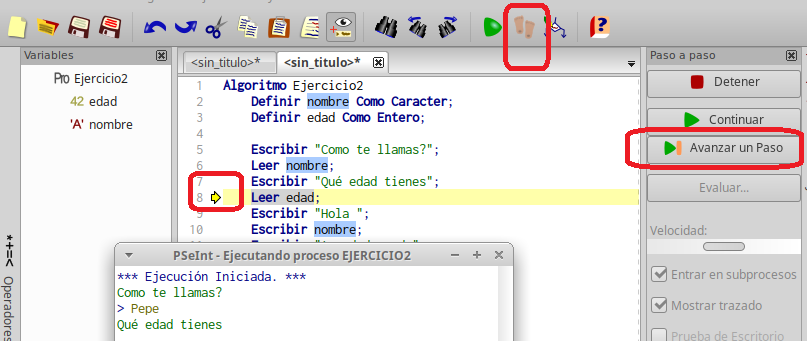 Variables
<sin_titulo>*
<sin_titulo>*
Paso a paso
Pro Ejercicio2
42 edad
'A' nombre
1 Algoritmo Ejercicio2
2 Definir nombre Como Caracter;
3 Definir edad Como Entero;
4
5 Escribir "Como te llamas?";
6 Leer nombre;
7 Escribir "Qué edad tienes";
8 Leer edad;
9 Escribir "Hola ";
10 Escribir nombre;
Detener
Continuar
Avanzar un Paso
Evaluar...
Velocidad:
Entrar en subprocesos
Mostrar trazado
Prueba de Escritorio
*+=< Operadores
PSeInt - Ejecutando proceso EJERCICIO2
*** Ejecución Iniciada. ***
Como te llamas?
> Pepe
Qué edad tienes